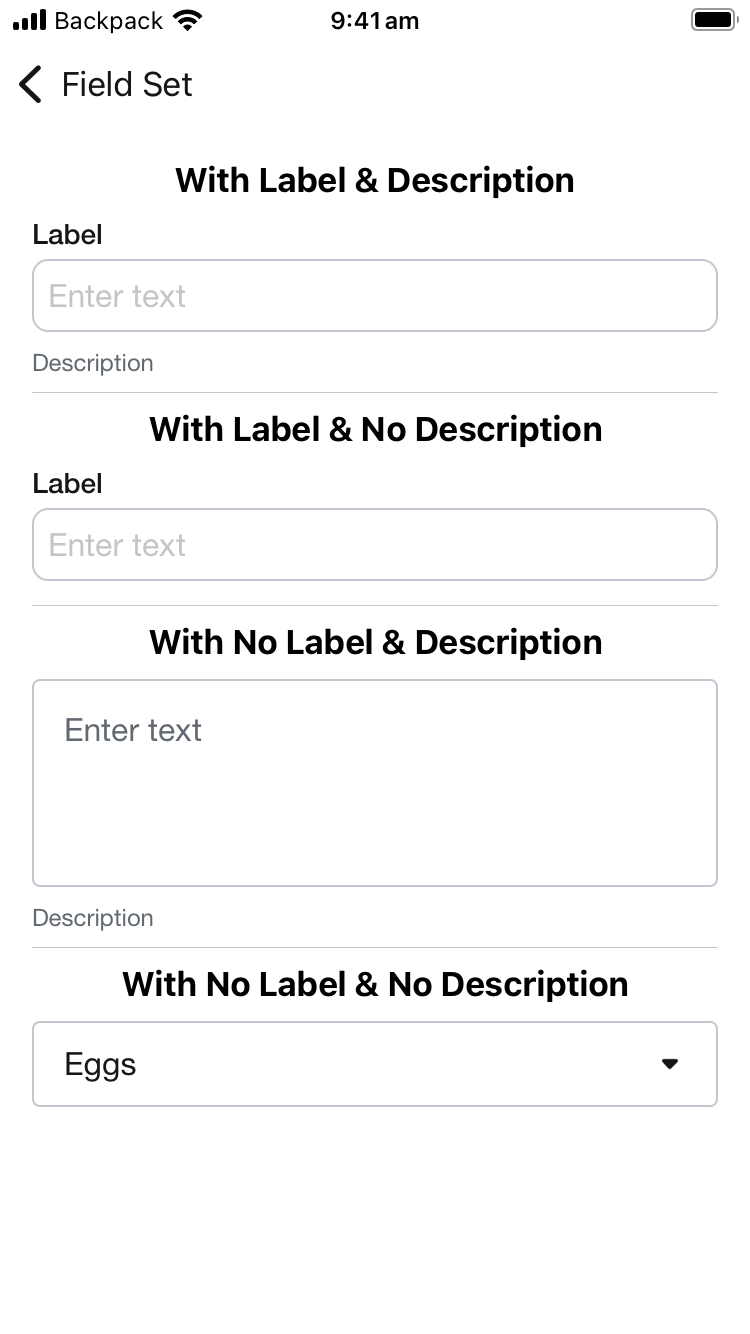 Backpack 9:41 am
Field Set
With Label & Description
Label
Enter text
Description
With Label & No Description
Label
Enter text
With No Label & Description
Enter text
Description
With No Label & No Description
Eggs